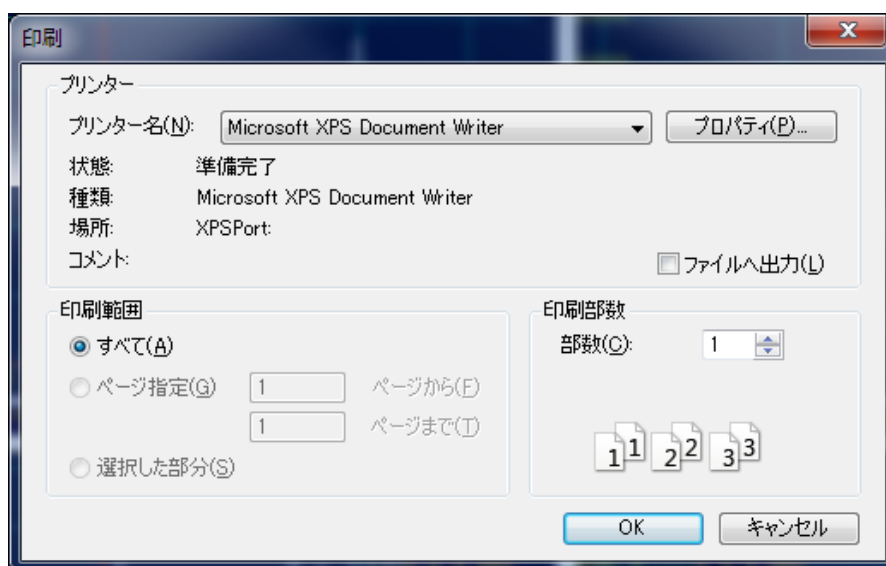 印刷
プリンター
プリンター名(N): Microsoft XPS Document Writer プロパティ(P)...
状態: 準備完了
種類: Microsoft XPS Document Writer
場所: XPSPort:
コメント: ファイルへ出力(L)
印刷範囲
すべて(A)
ページ指定(G) 1 ページから(F)
1 ページまで(T)
選択した部分(S)
印刷部数
部数(C): 1
1 1 2 2 3 3
OK キャンセル